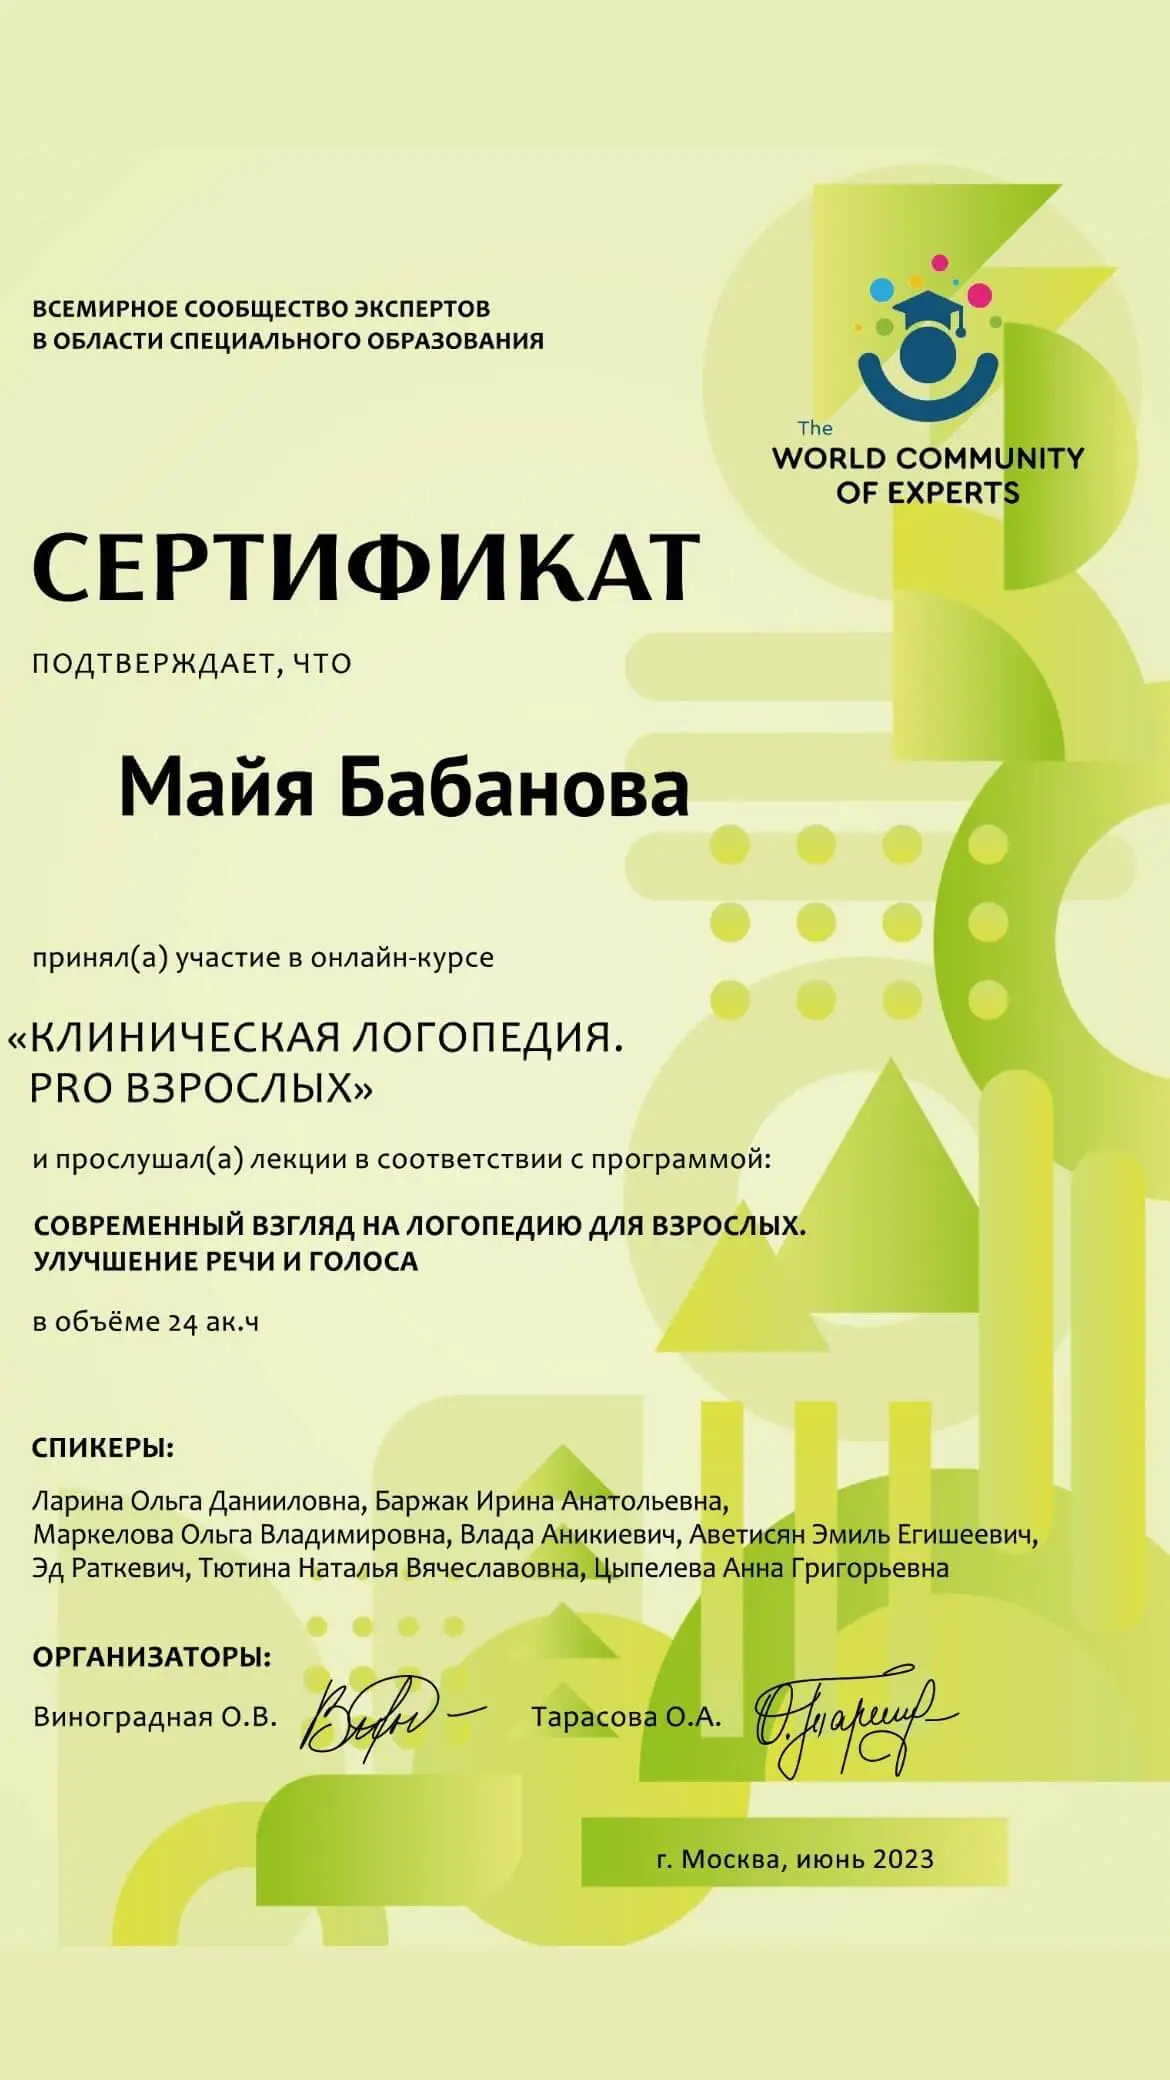 ВСЕМИРНОЕ СООБЩЕСТВО ЭКСПЕРТОВ
В ОБЛАСТИ СПЕЦИАЛЬНОГО ОБРАЗОВАНИЯ
The
WORLD COMMUNITY
OF EXPERTS
СЕРТИФИКАТ
ПОДТВЕРЖДАЕТ, ЧТО
Майя Бабанова
принял(а) участие в онлайн-курсе
«КЛИНИЧЕСКАЯ ЛОГОПЕДИЯ.
PRO ВЗРОСЛЫХ»
и прослушал(а) лекции в соответствии с программой:
СОВРЕМЕННЫЙ ВЗГЛЯД НА ЛОГОПЕДИЮ ДЛЯ ВЗРОСЛЫХ.
УЛУЧШЕНИЕ РЕЧИ И ГОЛОСА
в объёме 24 ак.ч
СПИКЕРЫ:
Ларина Ольга Данииловна, Баржак Ирина Анатольевна,
Маркелова Ольга Владимировна, Влада Аникиевич, Аветисян Эмиль Егишеевич,
Эд Раткевич, Тютина Наталья Вячеславовна, Цыпелева Анна Григорьевна
ОРГАНИЗАТОРЫ:
Виноградная О.В. Тарасова О.А.
г. Москва, июнь 2023